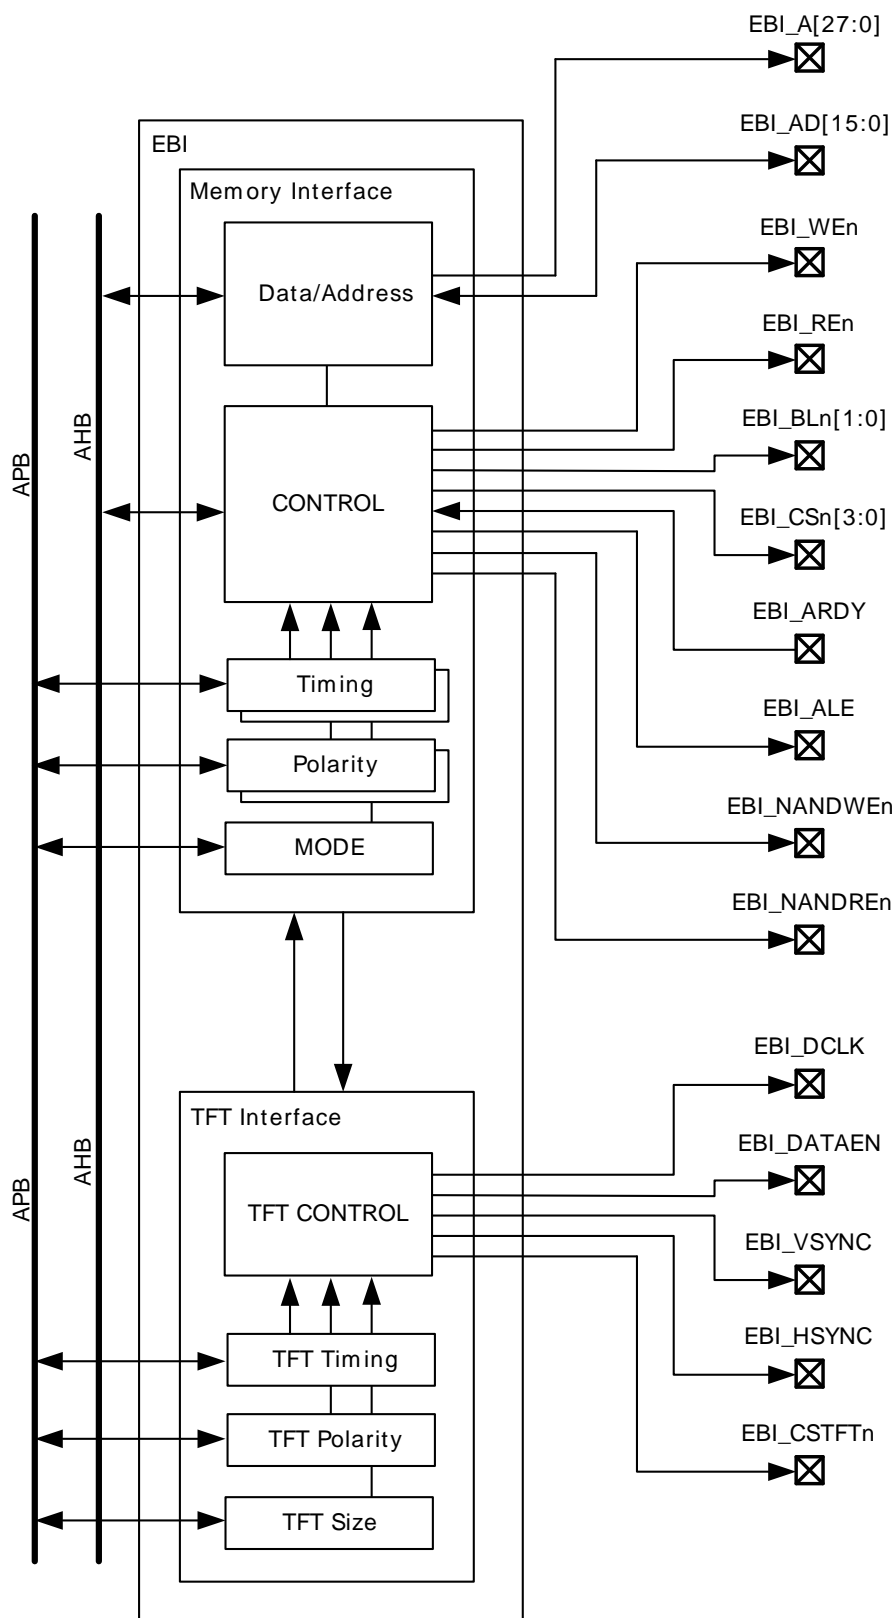 EBI_A[27:0]
EBI_AD[15:0]
EBI
Memory Interface
EBI_WEn
Data/Address
EBI_REn
EBI_BLn[1:0]
APB
AHB
CONTROL
EBI_CSn[3:0]
EBI_ARDY
Timing
EBI_ALE
Polarity
EBI_NANDWEn
MODE
EBI_NANDREn
EBI_DCLK
TFT Interface
EBI_DATAEN
APB
AHB
TFT CONTROL
EBI_VSYNC
EBI_HSYNC
TFT Timing
TFT Polarity
EBI_CSTFTn
TFT Size